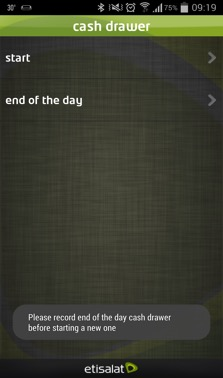 30° 75% 09:19
cash drawer
start
end of the day
Please record end of the day cash drawer
before starting a new one
etisalat